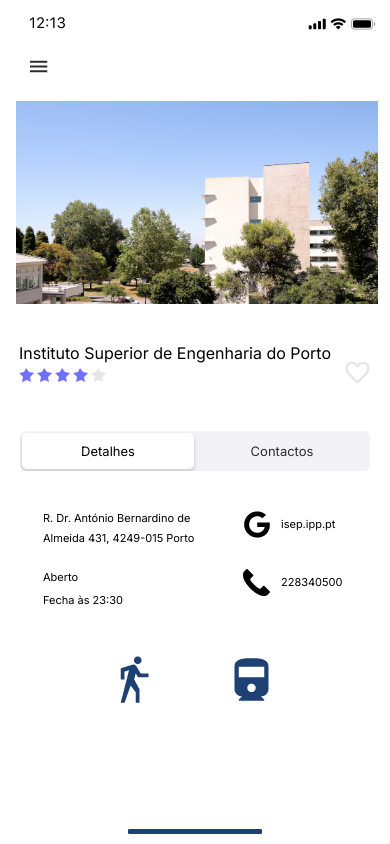 12:13
Instituto Superior de Engenharia do Porto
Detalhes
Contactos
R. Dr. António Bernardino de
Almeida 431, 4249-015 Porto
isep.ipp.pt
Aberto
Fecha às 23:30
228340500